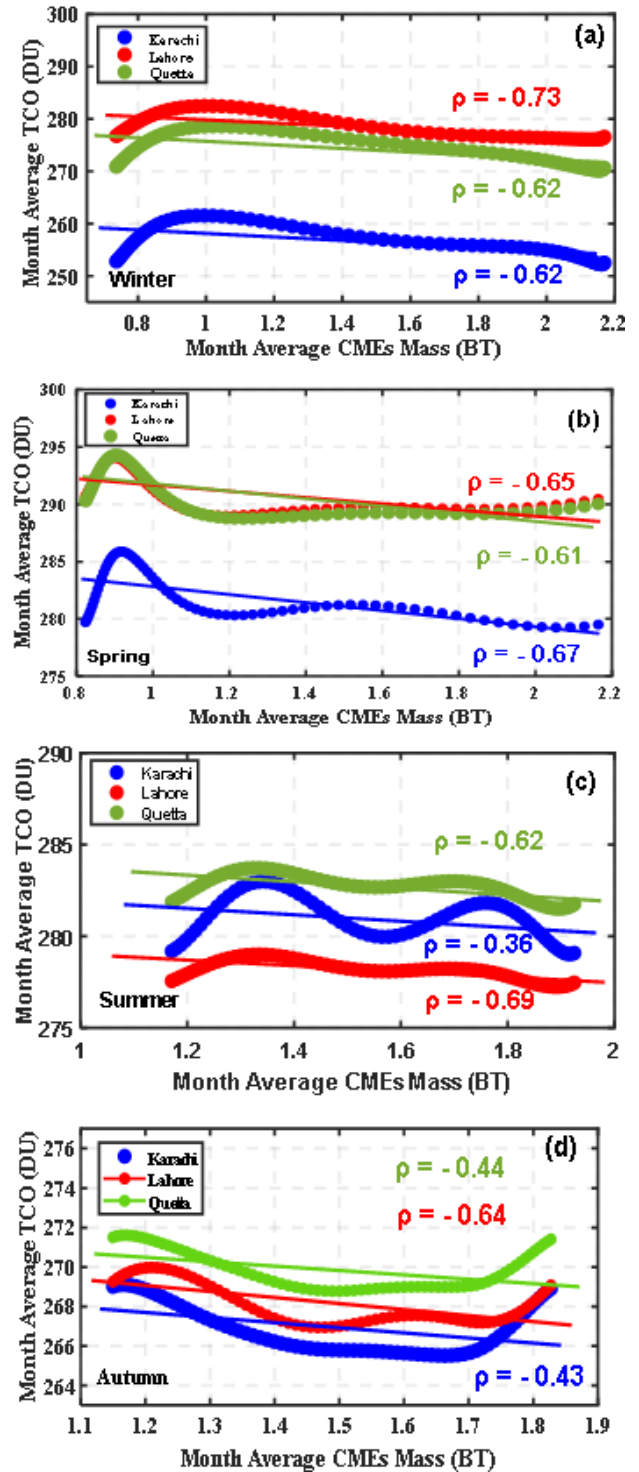 300
(a)
Karachi
Lahore
Quetta
290
ρ = - 0.73
280
270
ρ = - 0.62
260
ρ = - 0.62
250
Winter
Month Average TCO (DU)
0.8 1 1.2 1.4 1.6 1.8 2 2.2
Month Average CMEs Mass (BT)
300
(b)
Karachi
Lahore
Quetta
295
ρ = - 0.65
290
ρ = - 0.61
285
280
ρ = - 0.67
Spring
275
Month Average TCO (DU)
0.8 1 1.2 1.4 1.6 1.8 2 2.2
Month Average CMEs Mass (BT)
290
(c)
Karachi
Lahore
Quetta
ρ = - 0.62
285
280
ρ = - 0.36
ρ = - 0.69
Summer
275
Month Average TCO (DU)
1 1.2 1.4 1.6 1.8 2
Month Average CMEs Mass (BT)
276
(d)
Karachi
Lahore
Quetta
ρ = - 0.44
274
ρ = - 0.64
272
270
268
266
ρ = - 0.43
264
Autumn
Month Average TCO (DU)
1.1 1.2 1.3 1.4 1.5 1.6 1.7 1.8 1.9
Month Average CMEs Mass (BT)